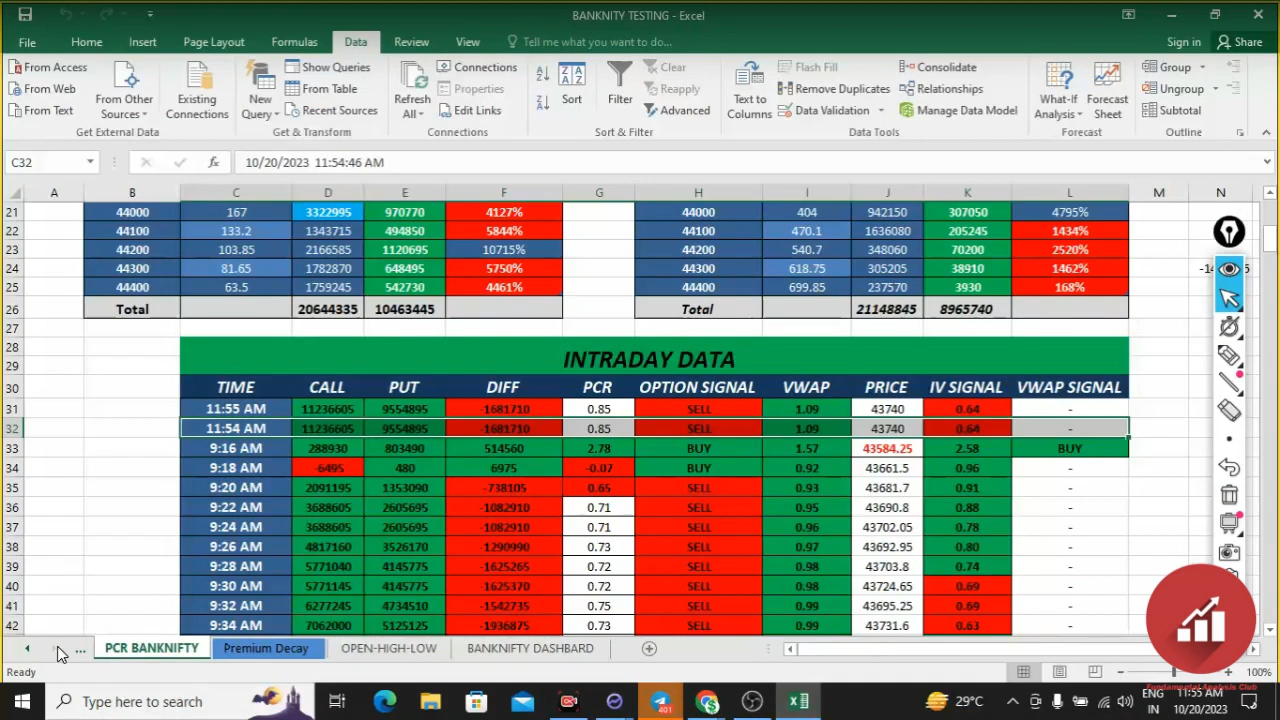 BANKNITY TESTING - Excel
File Home Insert Page Layout Formulas Data Review View Tell me what you want to do... Sign in Share
From Access
From Web
From Text
From Other Sources
Existing Connections
Get External Data
New Query
Show Queries
From Table
Recent Sources
Get & Transform
Refresh All
Connections
Properties
Edit Links
Connections
Sort
Filter
Clear
Reapply
Advanced
Sort & Filter
Text to Columns
Flash Fill
Remove Duplicates
Data Validation
Consolidate
Relationships
Manage Data Model
Data Tools
What-If Analysis
Forecast Sheet
Forecast
Group
Ungroup
Subtotal
Outline
C32 fx 10/20/2023 11:54:46 AM
A B C D E F G H I J K L M N
21 44000 167 3322995 970770 4127% 44000 404 942150 307050 4795%
22 44100 133.2 1343715 494850 5844% 44100 470.1 1636080 205245 1434%
23 44200 103.85 2166585 1120695 10715% 44200 540.7 348060 70200 2520%
24 44300 81.65 1782870 648495 5750% 44300 618.75 305205 38910 1462%
25 44400 63.5 1759245 542730 4461% 44400 699.85 237570 3930 168%
26 Total 20644335 10463445 Total 21148845 8965740
27
28
29 INTRADAY DATA
30 TIME CALL PUT DIFF PCR OPTION SIGNAL VWAP PRICE IV SIGNAL VWAP SIGNAL
31 11:55 AM 11236605 9554895 -1681710 0.85 SELL 1.09 43740 0.64 -
32 11:54 AM 11236605 9554895 -1681710 0.85 SELL 1.09 43740 0.64 -
33 9:16 AM 288930 803490 514560 2.78 BUY 1.57 43584.25 2.58 BUY
34 9:18 AM -6495 480 6975 -0.07 BUY 0.92 43661.5 0.96 -
35 9:20 AM 2091195 1353090 -738105 0.65 SELL 0.93 43681.7 0.91 -
36 9:22 AM 3688606 2605695 -1082910 0.71 SELL 0.95 43690.8 0.88 -
37 9:24 AM 3688606 2605695 -1082910 0.71 SELL 0.96 43702.05 0.78 -
38 9:26 AM 4817160 3526170 -1290990 0.73 SELL 0.97 43692.95 0.80 -
39 9:28 AM 5771040 4145775 -1625265 0.72 SELL 0.98 43703.8 0.74 -
40 9:30 AM 5771145 4145775 -1625370 0.72 SELL 0.98 43724.65 0.69 -
41 9:32 AM 6277245 4734510 -1542735 0.75 SELL 0.99 43695.25 0.69 -
42 9:34 AM 7062000 5125125 -1936875 0.73 SELL 0.99 43731.6 0.63 -
... PCR BANKNIFTY Premium Decay OPEN-HIGH-LOW BANKNIFTY DASHBARD
Ready 100%
Fundamental Analysis Club
Type here to search 401 29°C ENG IN 11:55 AM 10/20/2023